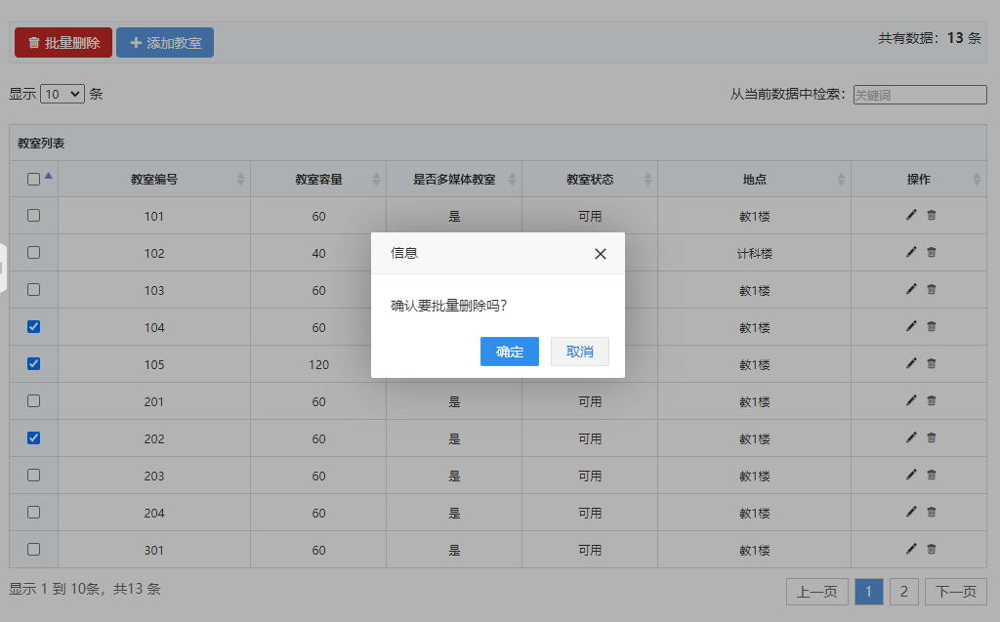 批量删除 添加教室 共有数据：13 条
显示 10 条 从当前数据中检索： 关键词
教室列表
教室编号 教室容量 是否多媒体教室 教室状态 地点 操作
101 60 是 可用 教1楼
102 40 计科楼
103 60 教1楼
104 60 教1楼
105 120 教1楼
201 60 是 可用 教1楼
202 60 是 可用 教1楼
203 60 是 可用 教1楼
204 60 是 可用 教1楼
301 60 是 可用 教1楼
显示 1 到 10条，共13 条 上一页 1 2 下一页
信息
确认要批量删除吗?
确定 取消